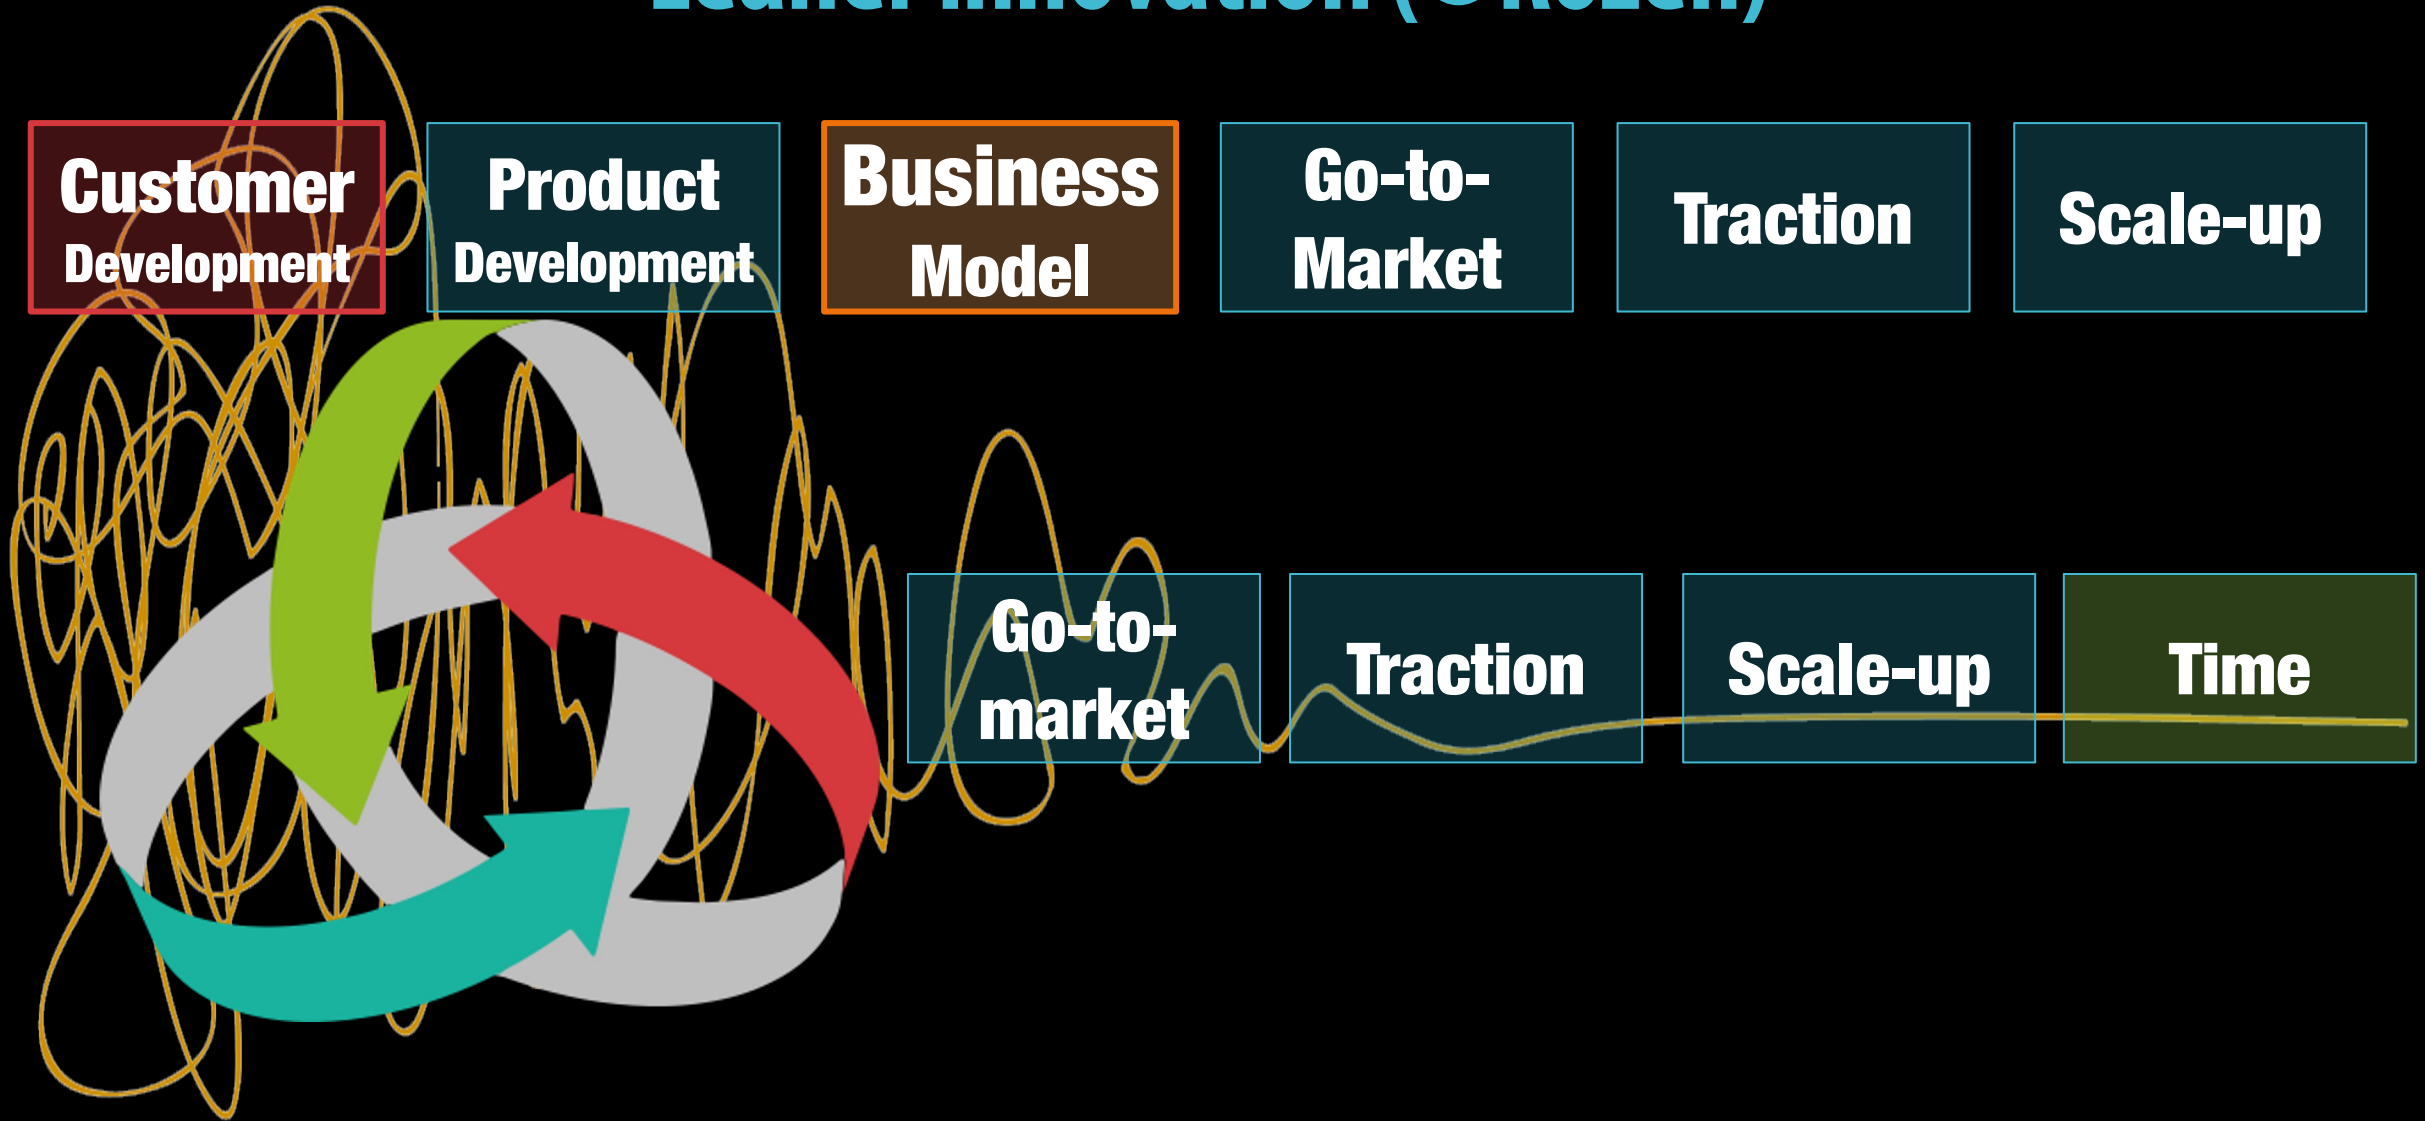 Innovation
Customer
Development
Product
Development
Business
Model
Go-to-
Market
Traction
Scale-up
Go-to-
market
Traction
Scale-up
Time